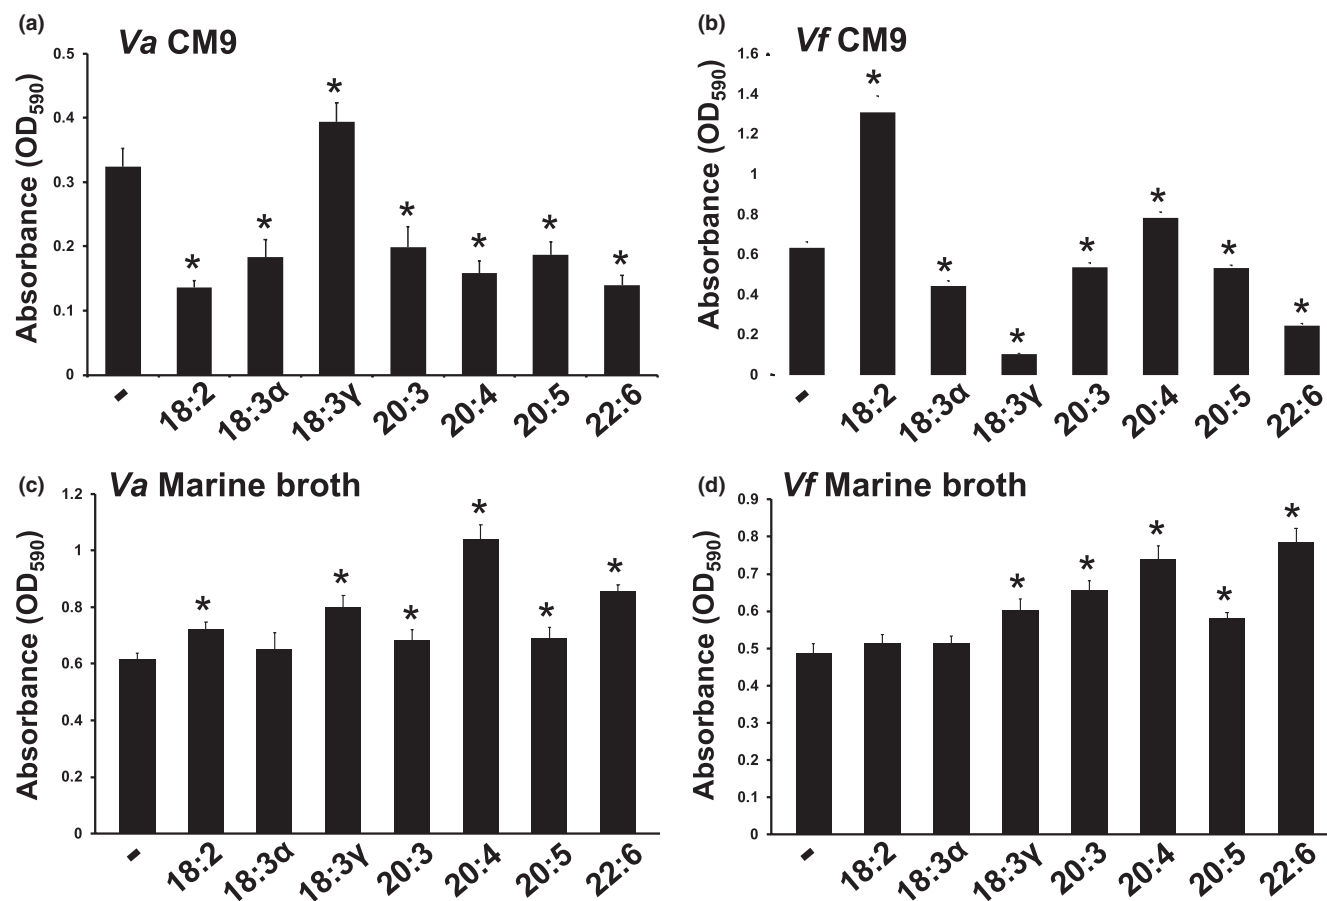 (a)
Va CM9
Absorbance (OD590)
0.5
0.4
0.3
0.2
0.1
0
* * * * * * *
- 18:2 18:3α 18:3γ 20:3 20:4 20:5 22:6
(b)
Vf CM9
Absorbance (OD590)
1.6
1.4
1.2
1
0.8
0.6
0.4
0.2
0
* * * * * * *
- 18:2 18:3α 18:3γ 20:3 20:4 20:5 22:6
(c)
Va Marine broth
Absorbance (OD590)
1.2
1
0.8
0.6
0.4
0.2
0
* * * * * *
- 18:2 18:3α 18:3γ 20:3 20:4 20:5 22:6
(d)
Vf Marine broth
Absorbance (OD590)
0.9
0.8
0.7
0.6
0.5
0.4
0.3
0.2
0.1
0
* * * * *
- 18:2 18:3α 18:3γ 20:3 20:4 20:5 22:6